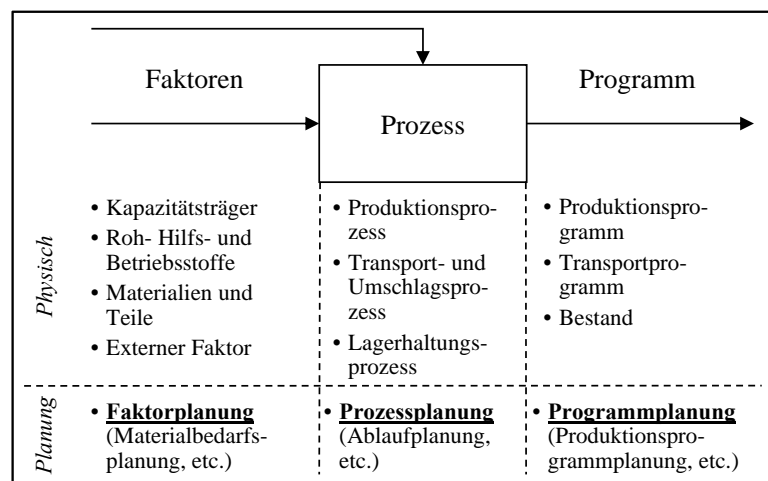 Faktoren
Prozess
Programm
Physisch
• Kapazitätsträger
• Roh- Hilfs- und
Betriebsstoffe
• Materialien und
Teile
• Externer Faktor
• Produktionspro-
zess
• Transport- und
Umschlagspro-
zess
• Lagerhaltungs-
prozess
• Produktionspro-
gramm
• Transportpro-
gramm
• Bestand
Planung
• Faktorplanung
(Materialbedarfs-
planung, etc.)
• Prozessplanung
(Ablaufplanung,
etc.)
• Programmplanung
(Produktionspro-
grammplanung, etc.)